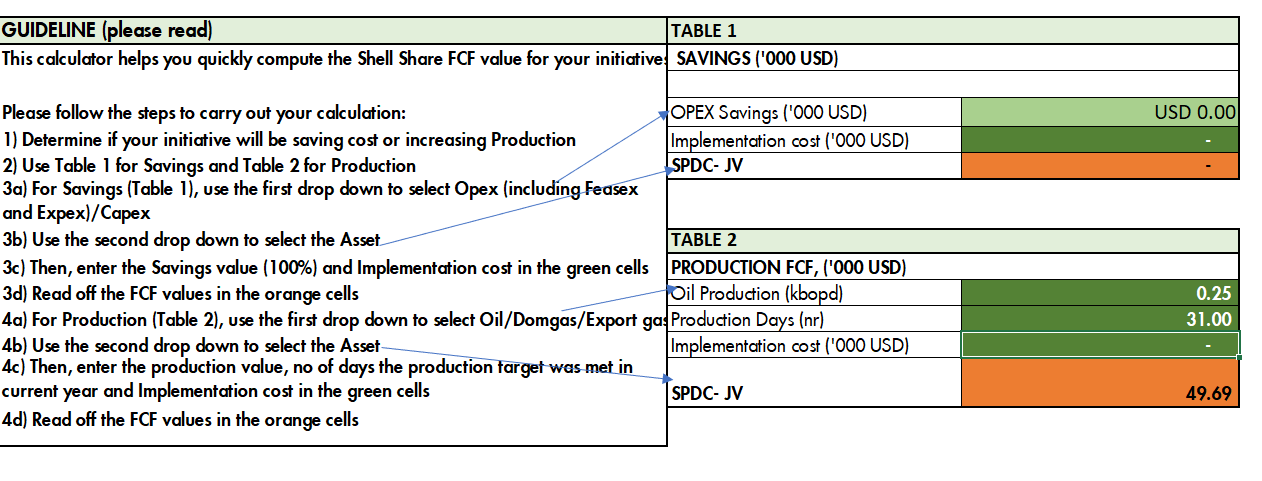 GUIDELINE (please read)
This calculator helps you quickly compute the Shell Share FCF value for your initiatives
Please follow the steps to carry out your calculation:
1) Determine if your initiative will be saving cost or increasing Production
2) Use Table 1 for Savings and Table 2 for Production
3a) For Savings (Table 1), use the first drop down to select Opex (including Feasex
and Expex)/Capex
3b) Use the second drop down to select the Asset
3c) Then, enter the Savings value (100%) and Implementation cost in the green cells
3d) Read off the FCF values in the orange cells
4a) For Production (Table 2), use the first drop down to select Oil/Domgas/Export gas
4b) Use the second drop down to select the Asset
4c) Then, enter the production value, no of days the production target was met in
current year and Implementation cost in the green cells
4d) Read off the FCF values in the orange cells
TABLE 1
SAVINGS ('000 USD)
OPEX Savings ('000 USD) USD 0.00
Implementation cost ('000 USD) -
SPDC- JV -
TABLE 2
PRODUCTION FCF, ('000 USD)
Oil Production (kbopd) 0.25
Production Days (nr) 31.00
Implementation cost ('000 USD) -
SPDC- JV 49.69